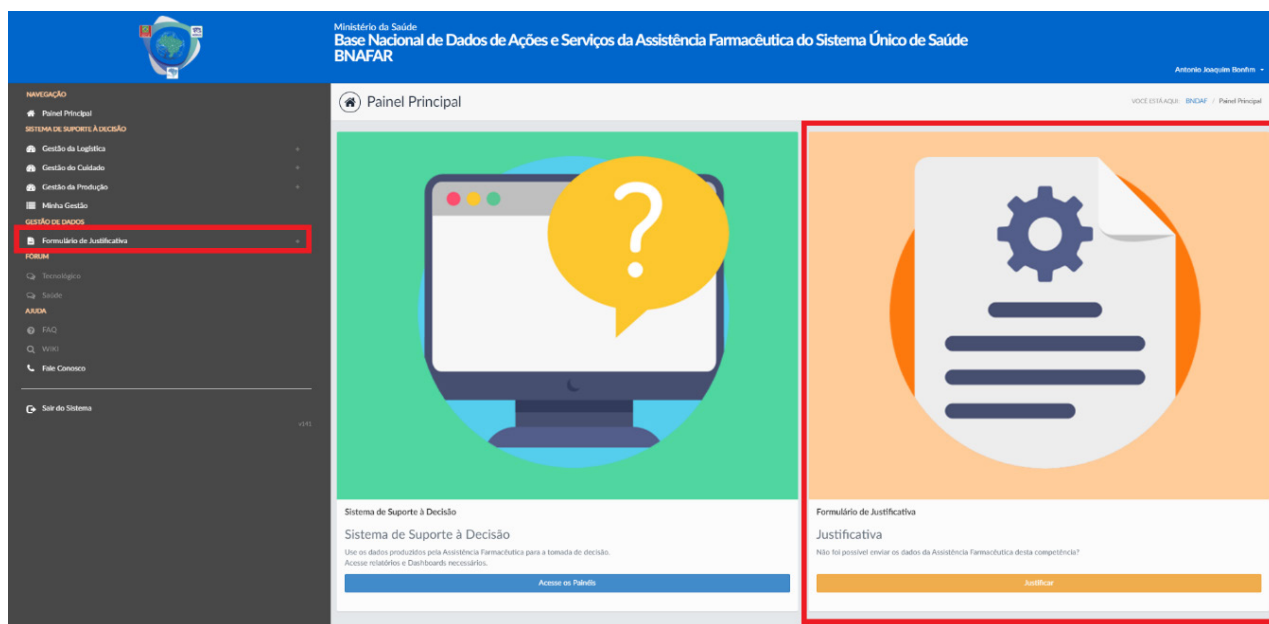 Ministério da Saúde
Base Nacional de Dados de Ações e Serviços da Assistência Farmacêutica do Sistema Único de Saúde
BNAFAR
Antonio Joaquim Bonfim
NAVEGAÇÃO
Painel Principal
SISTEMA DE SUPORTE À DECISÃO
Gestão da Logística
Gestão do Cuidado
Gestão da Produção
Minha Gestão
GESTÃO DE DADOS
Formulário de Justificativa
FÓRUM
Tecnológico
Saúde
AJUDA
FAQ
WIKI
Fale Conosco
Sair do Sistema
v141
Painel Principal
VOCÊ ESTÁ AQUI: BNDAF / Painel Principal
?
Sistema de Suporte à Decisão
Sistema de Suporte à Decisão
Use os dados produzidos pela Assistência Farmacêutica para a tomada de decisão.
Acesse relatórios e Dashboards necessários.
Acesse os Painéis
Formulário de Justificativa
Justificativa
Não foi possível enviar os dados da Assistência Farmacêutica desta competência?
Justificar